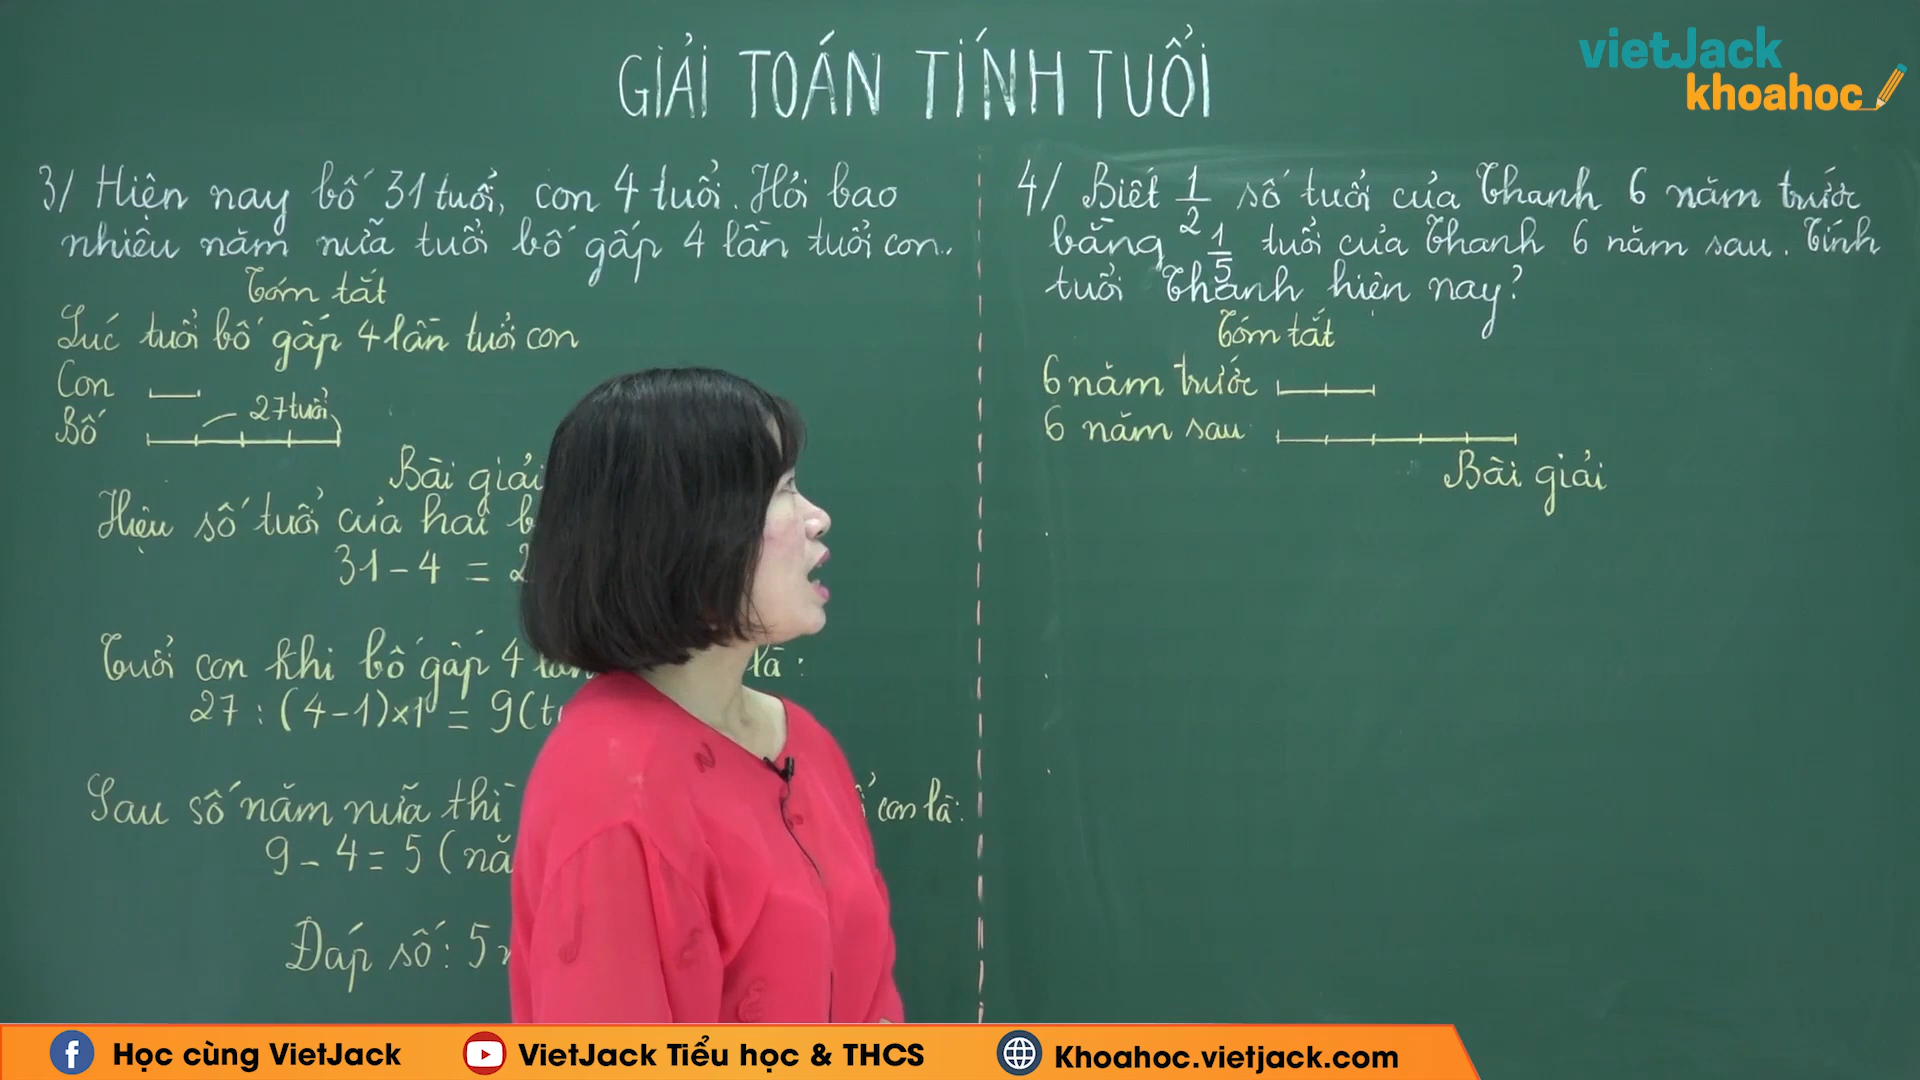 vietJack
khoahoc
GIẢI TOÁN TÍNH TUỔI
3/ Hiện nay bố 31 tuổi, con 4 tuổi. Hỏi bao
nhiêu năm nữa tuổi bố gấp 4 lần tuổi con.
Tóm tắt
Lúc tuổi bố gấp 4 lần tuổi con
Con
27 tuổi
Bố
Bài giải
Hiệu số tuổi của hai
31 - 4 =
Tuổi con khi bố gấp 4 là:
27 : (4-1)x1 = 9
Sau số năm nữa thì con là:
9 - 4 = 5
Đáp số: 5
4/ Biết 1/2 số tuổi của Thanh 6 năm trước
bằng 1/5 tuổi của Thanh 6 năm sau. Tính
tuổi Thanh hiện nay?
Tóm tắt
6 năm trước
6 năm sau
Bài giải
Học cùng VietJack
VietJack Tiểu học & THCS
Khoahoc.vietjack.com